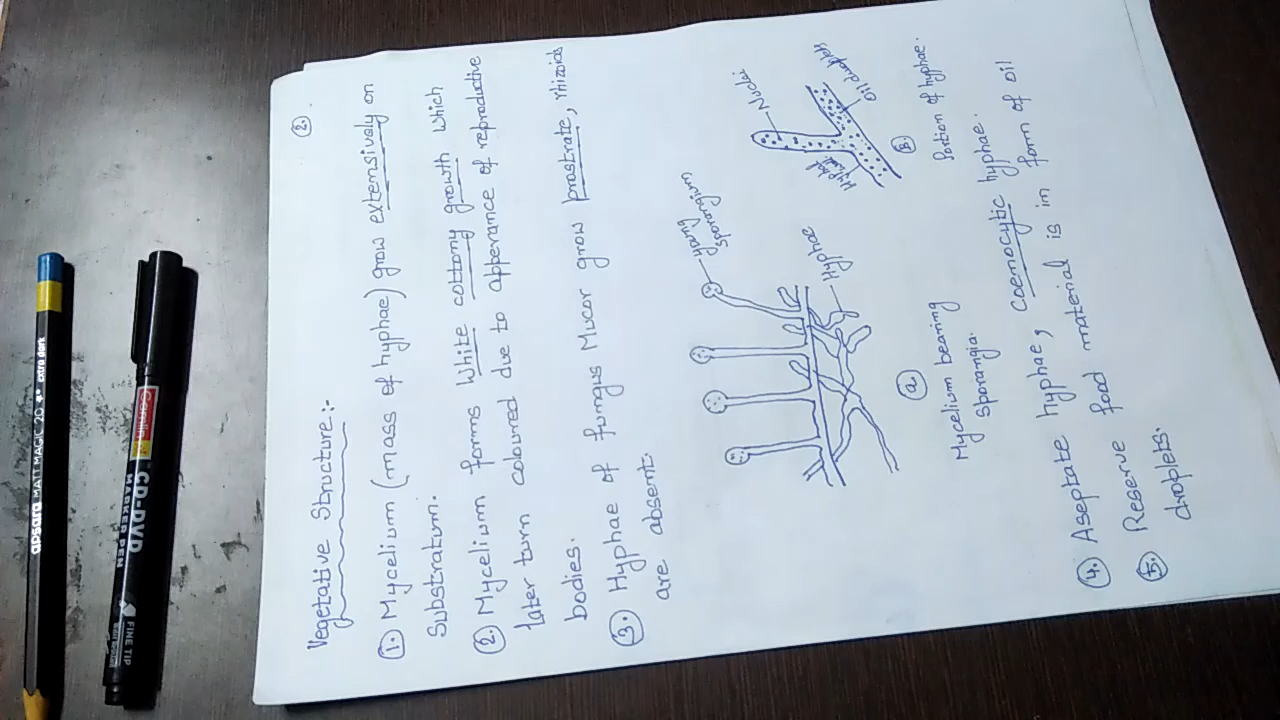 2.
Vegetative Structure:-
1. Mycelium (mass of hyphae) grow extensively on
Substratum.
2. Mycelium forms White cottony growth which
later turn coloured due to apperance of reproductive
bodies.
3. Hyphae of fungus Mucor grow prostrate, rhizoids
are absent.
young
sporangium
Hyphae
a.
Mycelium bearing
sporangia.
Nuclei
Oil droplets
Hyphal
B
Portion of hyphae.
4. Aseptate hyphae, coenocytic hyphae.
5. Reserve food material is in form of oil
droplets.
apsara MATT MAGIC 2.0 extra dark
Camlin
CD-DVD
MARKER PEN
FINE TIP